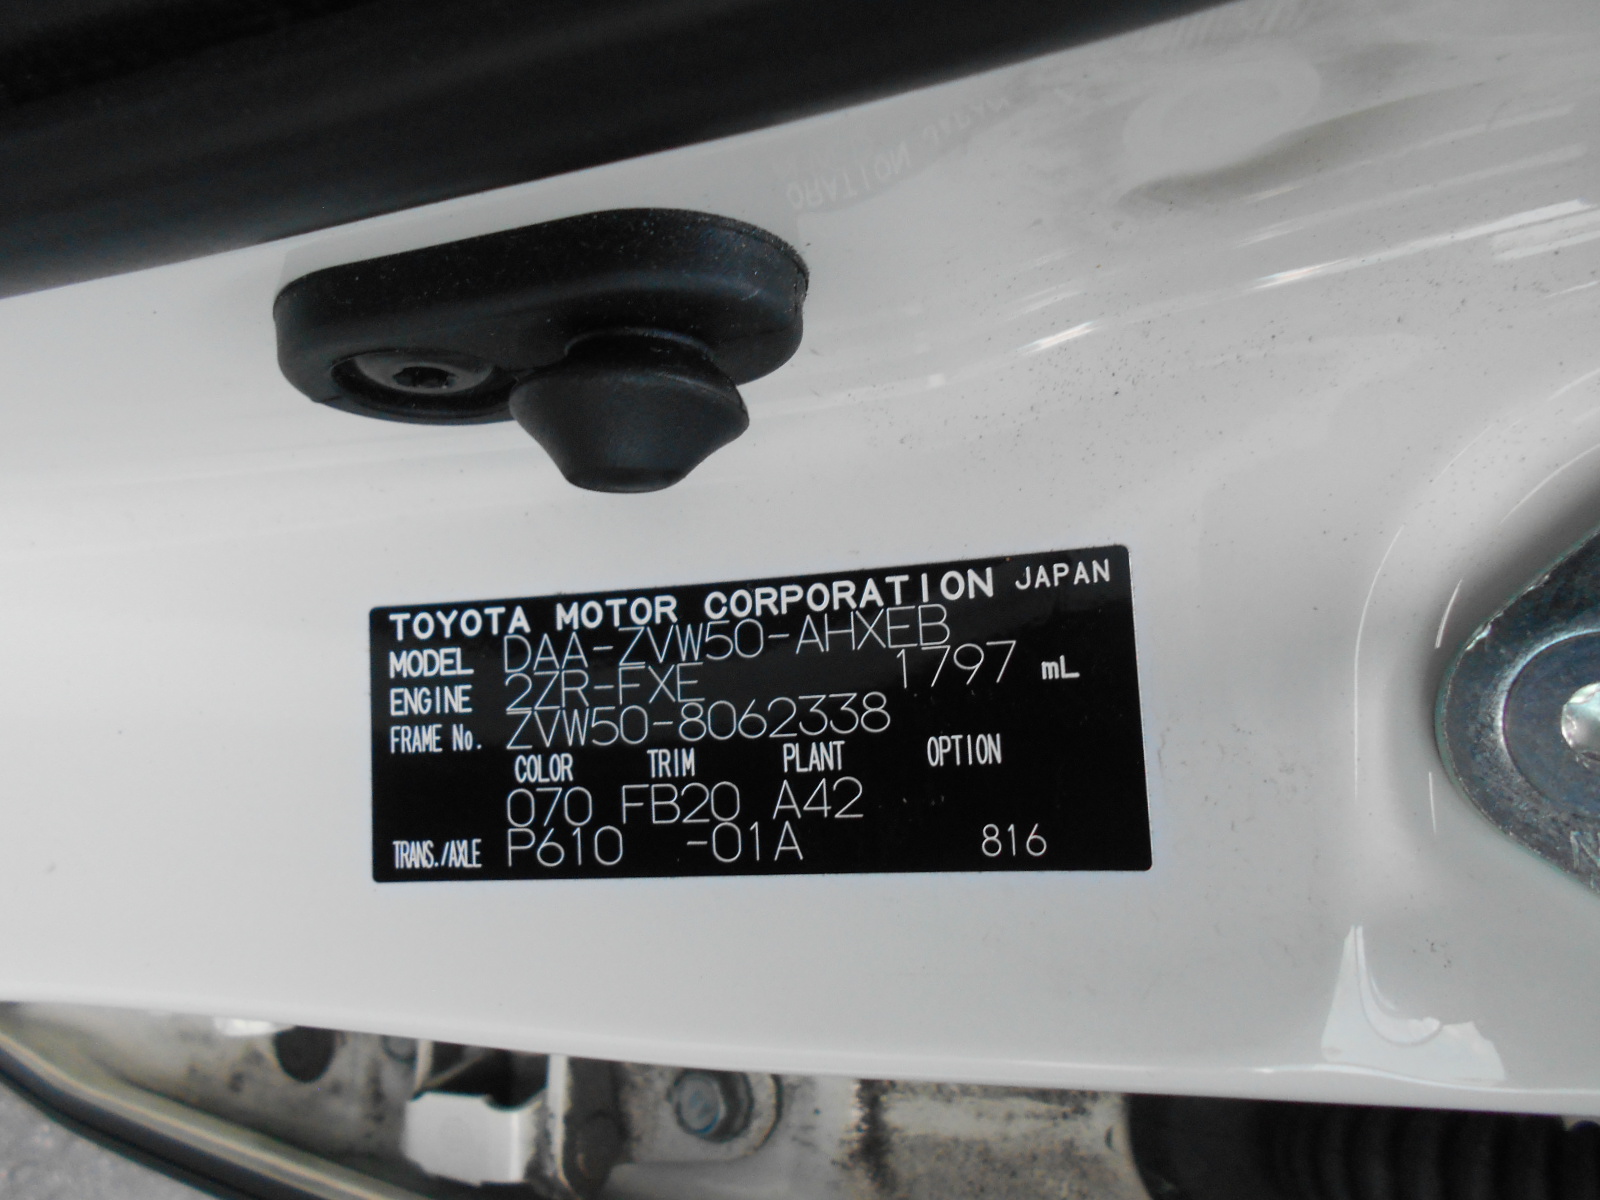 TOYOTA MOTOR CORPORATION JAPAN
MODEL DAA-ZVW50-AHXEB
ENGINE 2ZR-FXE 1797 mL
FRAME No. ZVW50-8062338
COLOR TRIM PLANT OPTION
070 FB20 A42
TRANS./AXLE P610 -01A 816